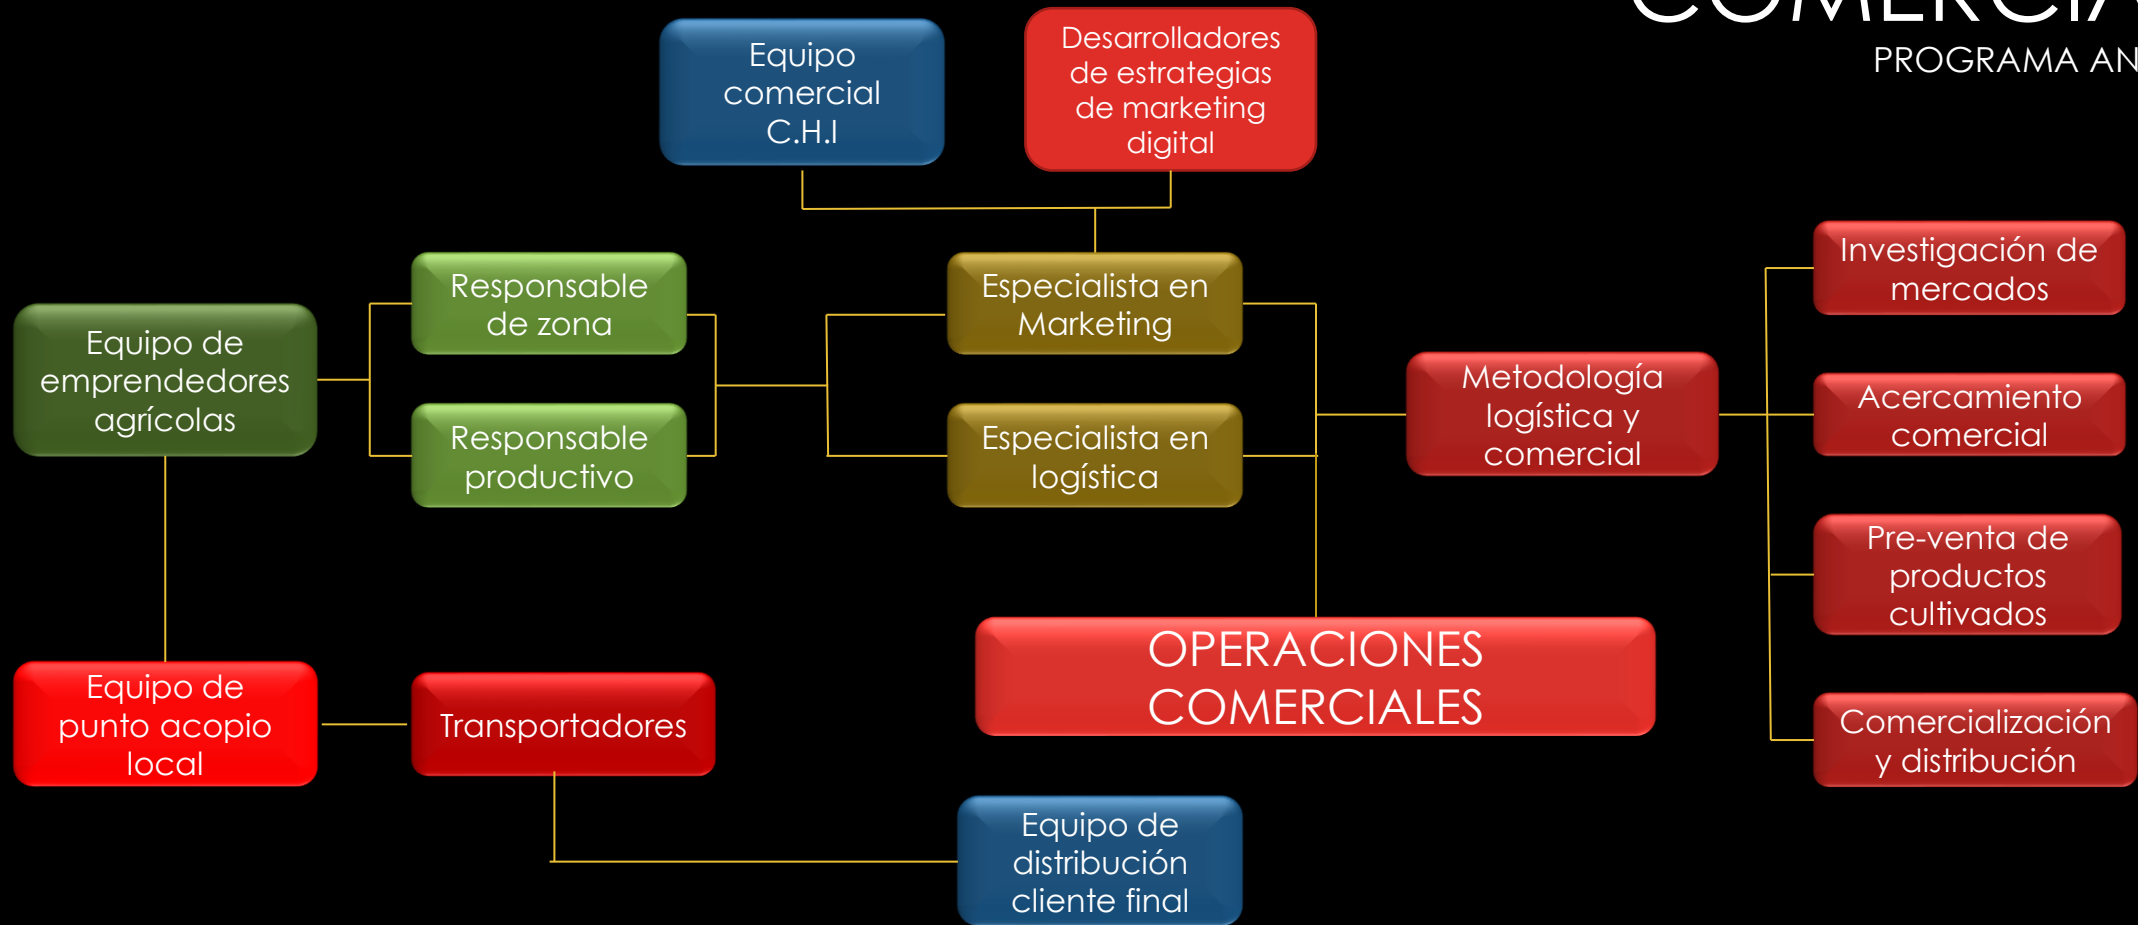 PROGRAMA
Equipo
comercial
C.H.I
Desarrolladores
de estrategias
de marketing
digital
Responsable
de zona
Especialista en
Marketing
Investigación de
mercados
Equipo de
emprendedores
agrícolas
Metodología
logística y
comercial
Acercamiento
comercial
Responsable
productivo
Especialista en
logística
Pre-venta de
productos
cultivados
OPERACIONES
COMERCIALES
Equipo de
punto acopio
local
Transportadores
Comercialización
y distribución
Equipo de
distribución
cliente final